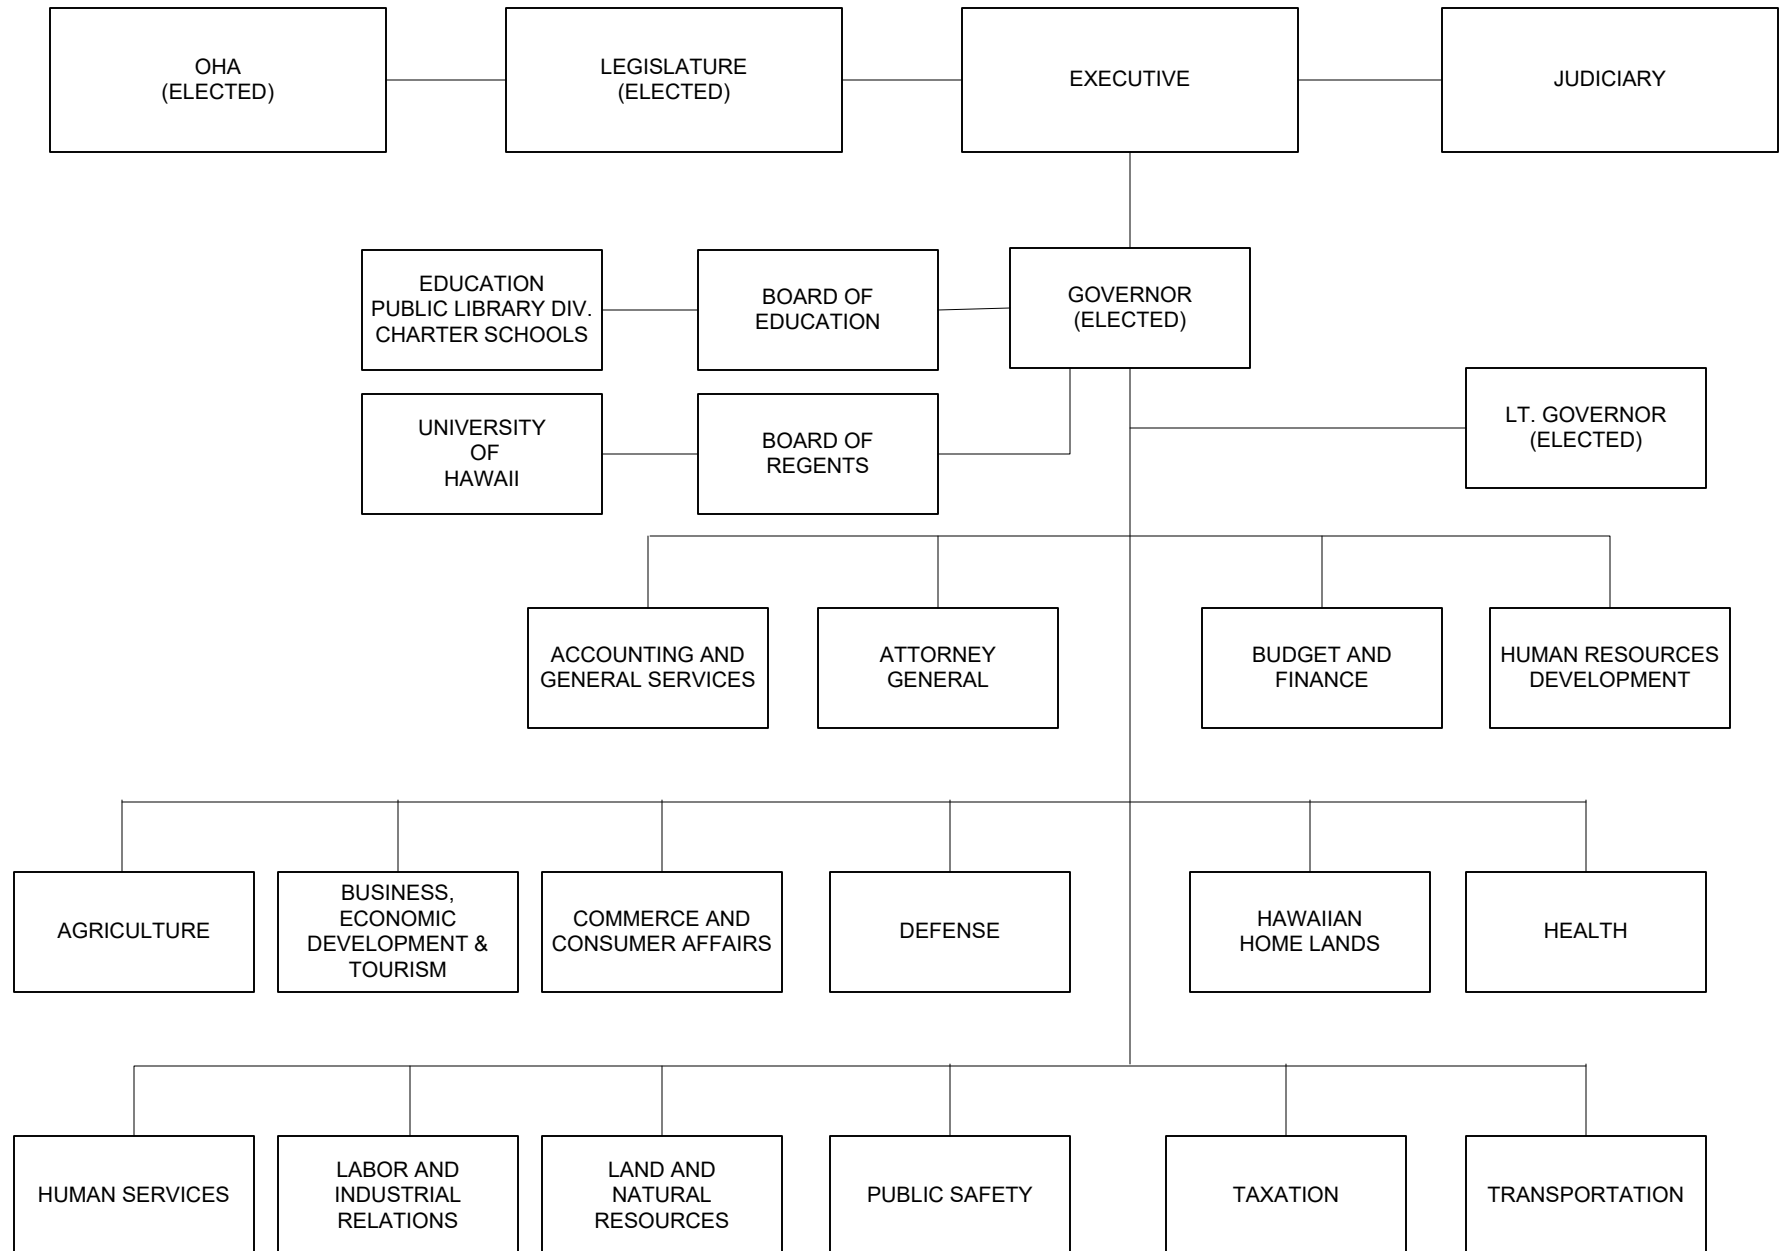 OHA
(ELECTED)
LEGISLATURE
(ELECTED)
EXECUTIVE
JUDICIARY
EDUCATION
PUBLIC LIBRARY DIV.
CHARTER SCHOOLS
BOARD OF
EDUCATION
GOVERNOR
(ELECTED)
UNIVERSITY
OF
HAWAII
BOARD OF
REGENTS
LT. GOVERNOR
(ELECTED)
ACCOUNTING AND
GENERAL SERVICES
ATTORNEY
GENERAL
BUDGET AND
FINANCE
HUMAN RESOURCES
DEVELOPMENT
AGRICULTURE
BUSINESS,
ECONOMIC
DEVELOPMENT &
TOURISM
COMMERCE AND
CONSUMER AFFAIRS
DEFENSE
HAWAIIAN
HOME LANDS
HEALTH
HUMAN SERVICES
LABOR AND
INDUSTRIAL
RELATIONS
LAND AND
NATURAL
RESOURCES
PUBLIC SAFETY
TAXATION
TRANSPORTATION